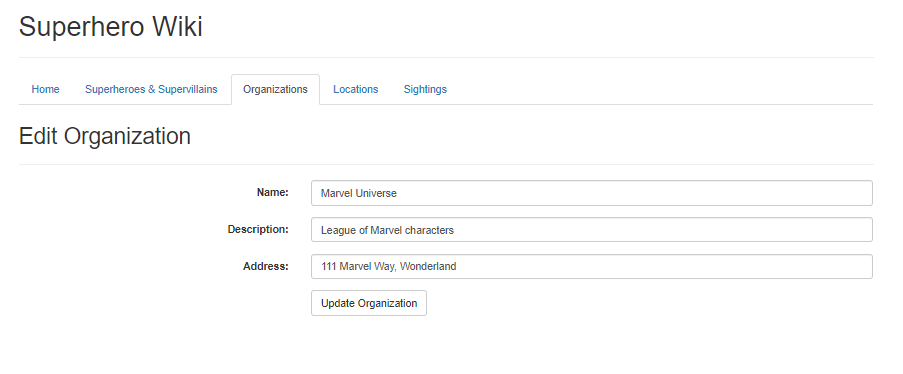 Superhero Wiki
Home Superheroes & Supervillains Organizations Locations Sightings
Edit Organization
Name: Marvel Universe
Description: League of Marvel characters
Address: 111 Marvel Way, Wonderland
Update Organization